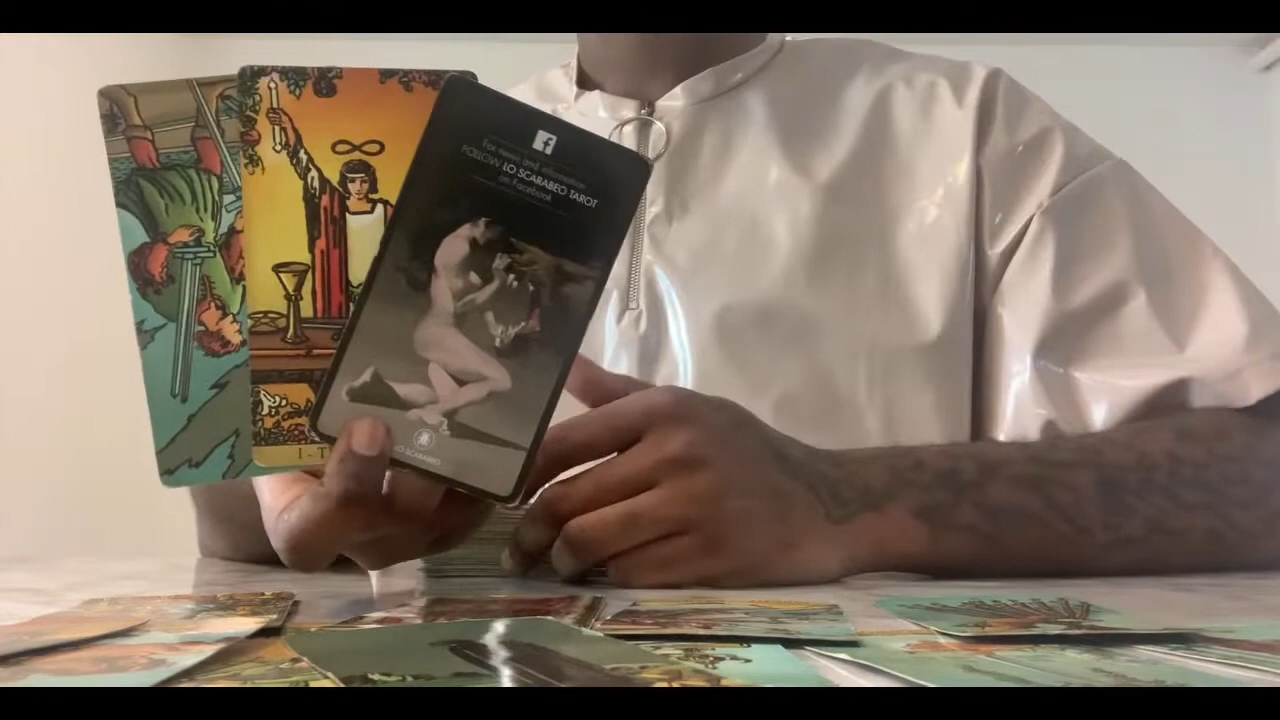 f
For news and information
FOLLOW LO SCARABEO TAROT
on Facebook
I - T
LO SCARABEO